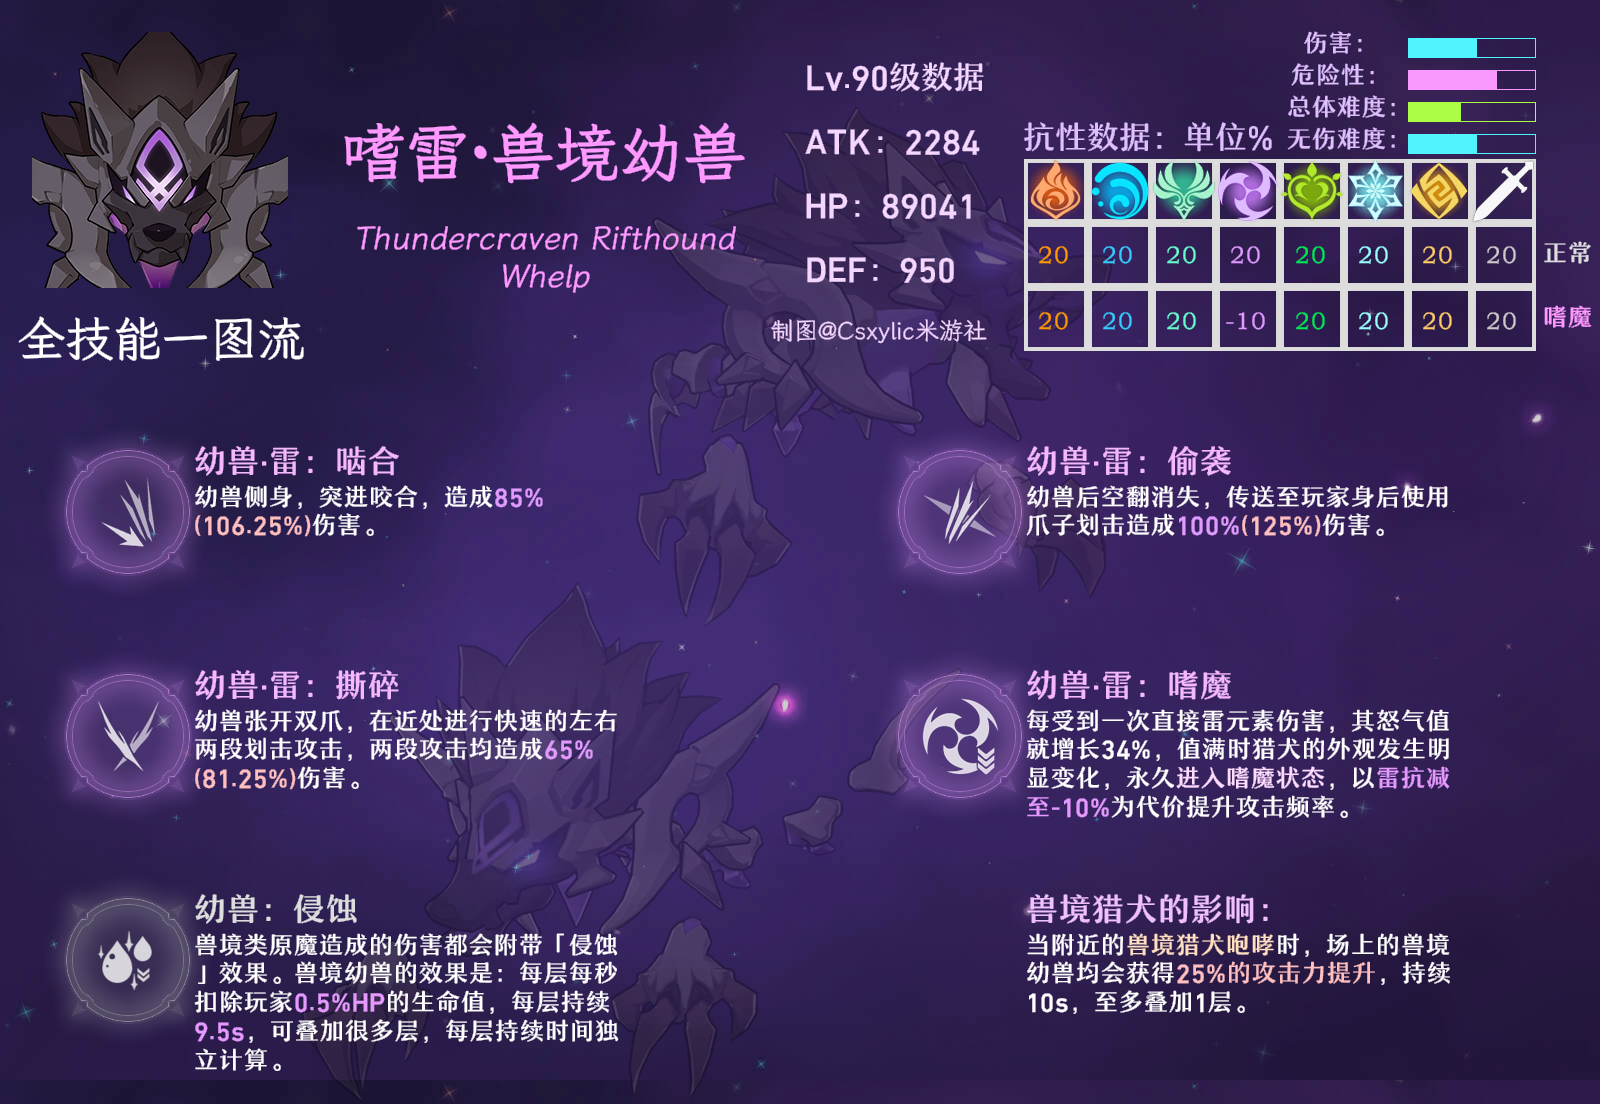 嗜雷·兽境幼兽
Thundercraven Rifthound
Whelp
全技能一图流
Lv.90级数据
ATK：2284
HP：89041
DEF：950
制图@Csxylic米游社
伤害：
危险性：
总体难度：
无伤难度：
抗性数据：单位%
20 20 20 20 20 20 20 20 正常
20 20 20 -10 20 20 20 20 嗜魔
幼兽·雷：啮合
幼兽侧身，突进咬合，造成85%
(106.25%)伤害。
幼兽·雷：偷袭
幼兽后空翻消失，传送至玩家身后使用
爪子划击造成100%(125%)伤害。
幼兽·雷：撕碎
幼兽张开双爪，在近处进行快速的左右
两段划击攻击，两段攻击均造成65%
(81.25%)伤害。
幼兽·雷：嗜魔
每受到一次直接雷元素伤害，其怒气值
就增长34%，值满时猎犬的外观发生明
显变化，永久进入嗜魔状态，以雷抗减
至-10%为代价提升攻击频率。
幼兽：侵蚀
兽境类原魔造成的伤害都会附带「侵蚀
」效果。兽境幼兽的效果是：每层每秒
扣除玩家0.5%HP的生命值，每层持续
9.5s，可叠加很多层，每层持续时间独
立计算。
兽境猎犬的影响：
当附近的兽境猎犬咆哮时，场上的兽境
幼兽均会获得25%的攻击力提升，持续
10s，至多叠加1层。